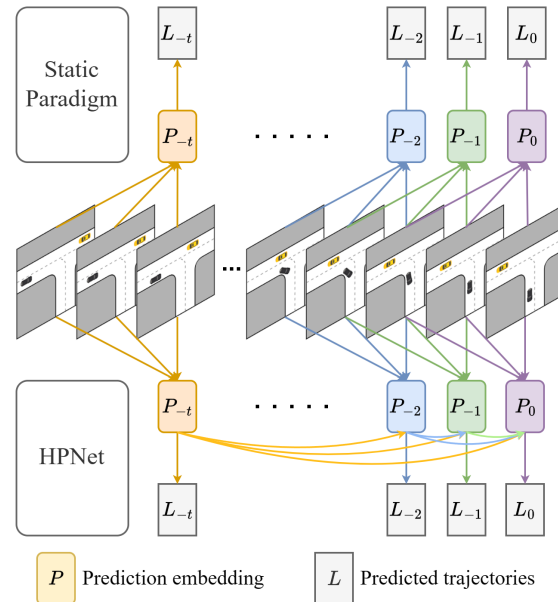 L₋ₜ L₋₂ L₋₁ L₀
Static
Paradigm
P₋ₜ ..... P₋₂ P₋₁ P₀
...
P₋ₜ ..... P₋₂ P₋₁ P₀
HPNet
L₋ₜ L₋₂ L₋₁ L₀
P Prediction embedding L Predicted trajectories